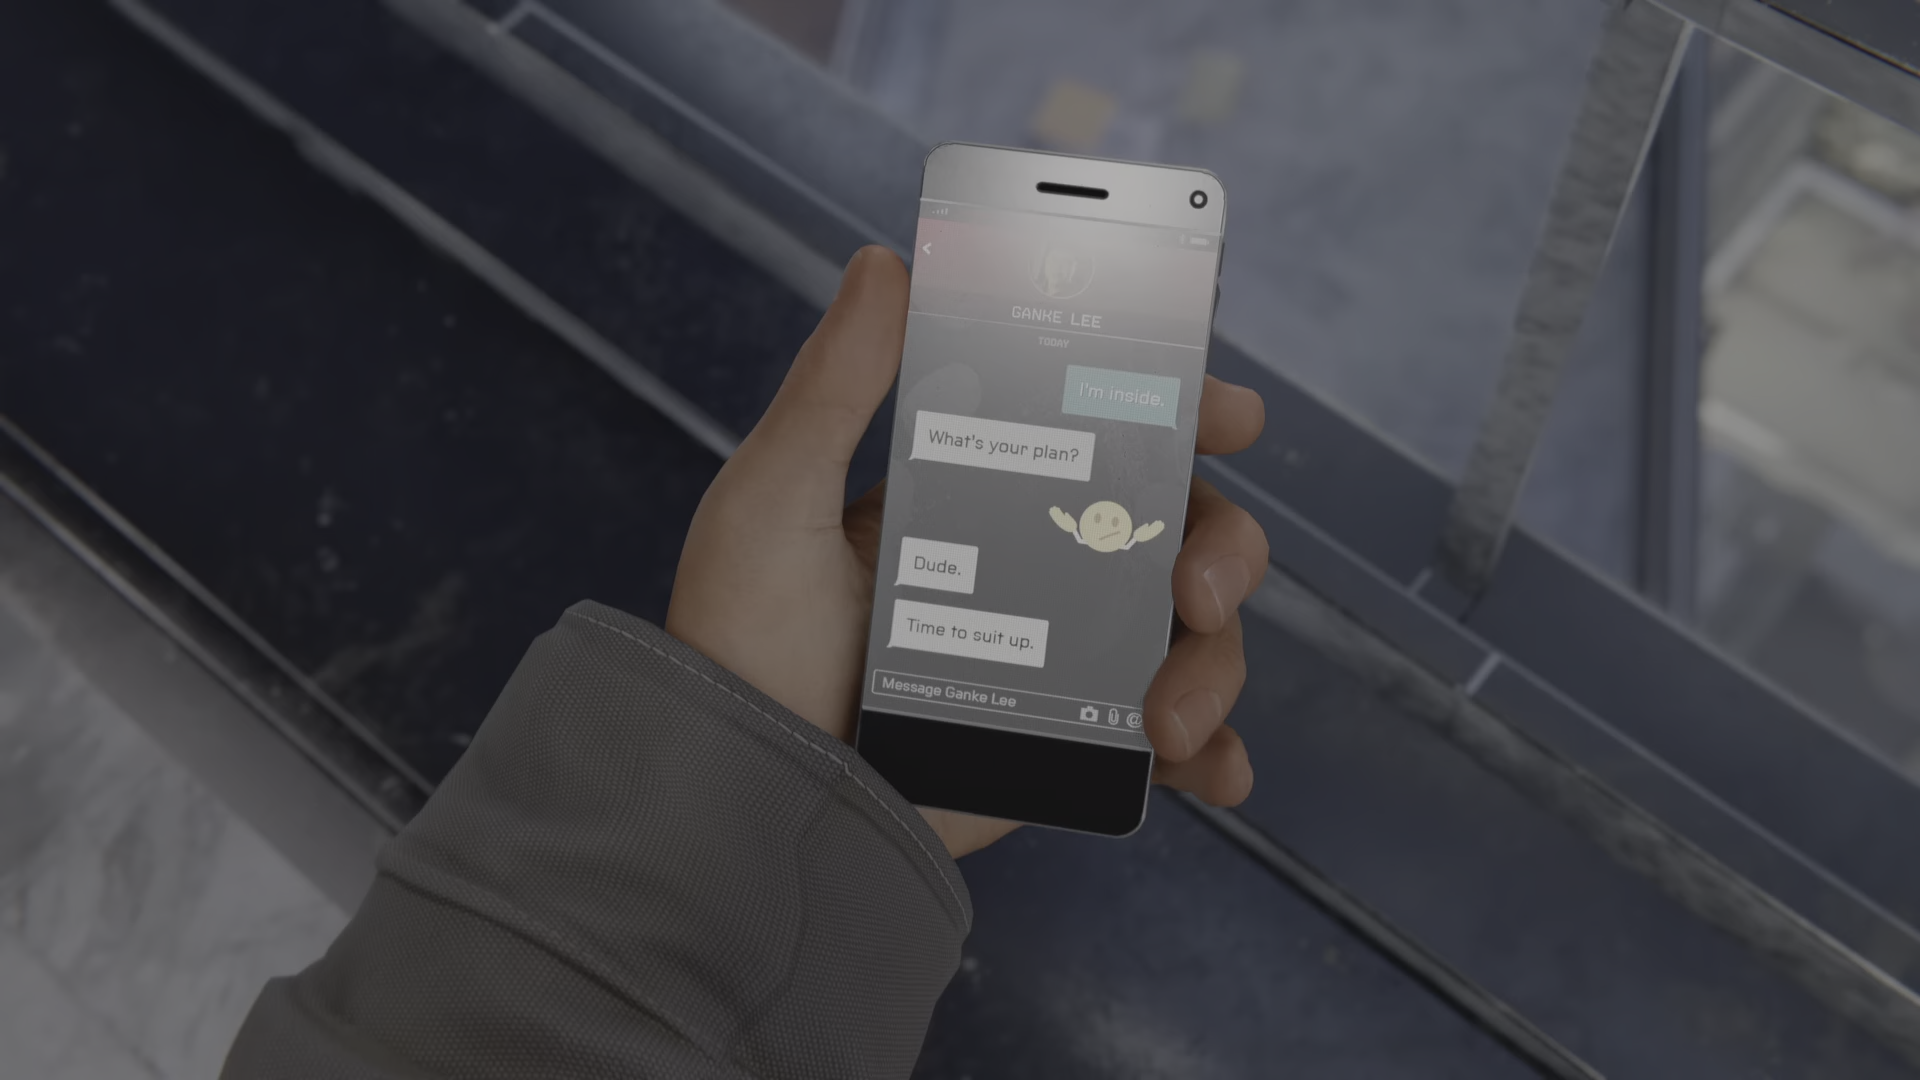 GANKE LEE
TODAY
I'm inside.
What's your plan?
Dude.
Time to suit up.
Message Ganke Lee
@